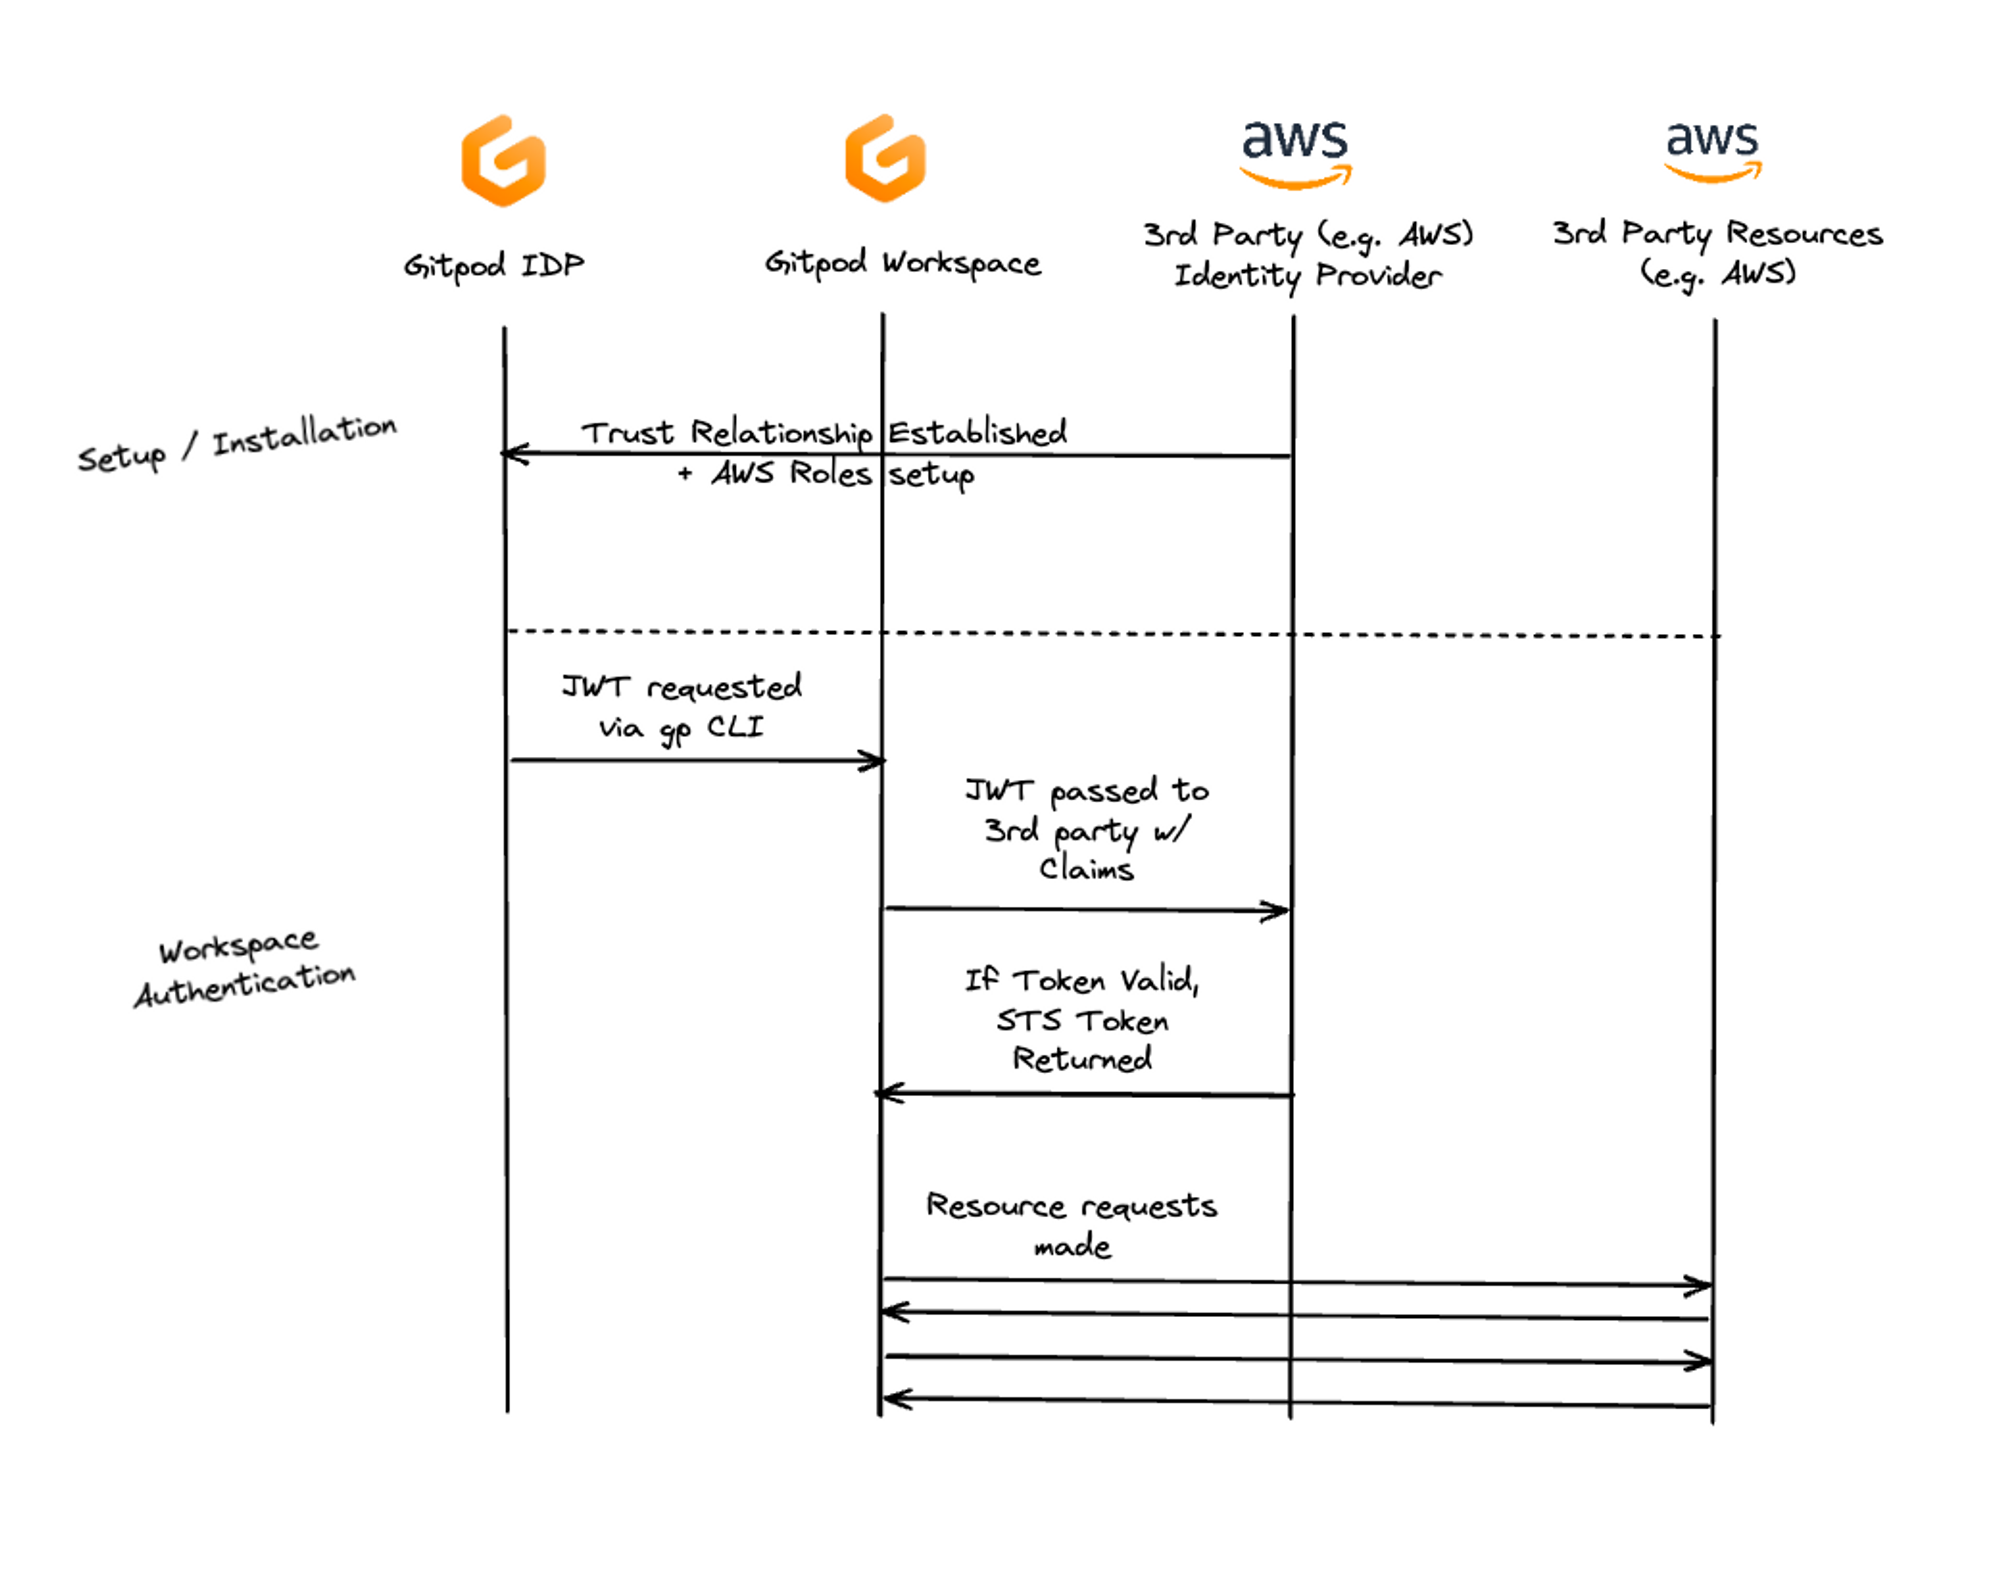 aws
aws
Gitpod IDP
Gitpod Workspace
3rd Party (e.g. AWS)
Identity Provider
3rd Party Resources
(e.g. AWS)
Setup / Installation
Trust Relationship Established
+ AWS Roles setup
JWT requested
via gp CLI
JWT passed to
3rd party w/
Claims
Workspace
Authentication
If Token Valid,
STS Token
Returned
Resource requests
made